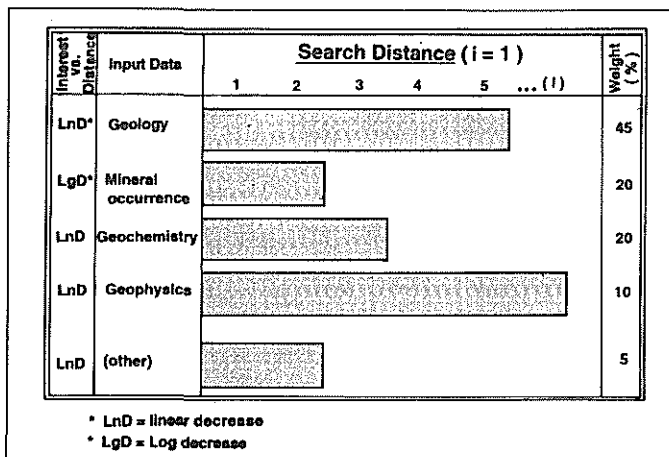 Interest vs. Distance
Input Data
Search Distance ( i = 1 )
Weight (%)
1 2 3 4 5 ... ( i )
LnD* Geology 45
LgD* Mineral occurrence 20
LnD Geochemistry 20
LnD Geophysics 10
LnD (other) 5
* LnD = linear decrease
* LgD = Log decrease